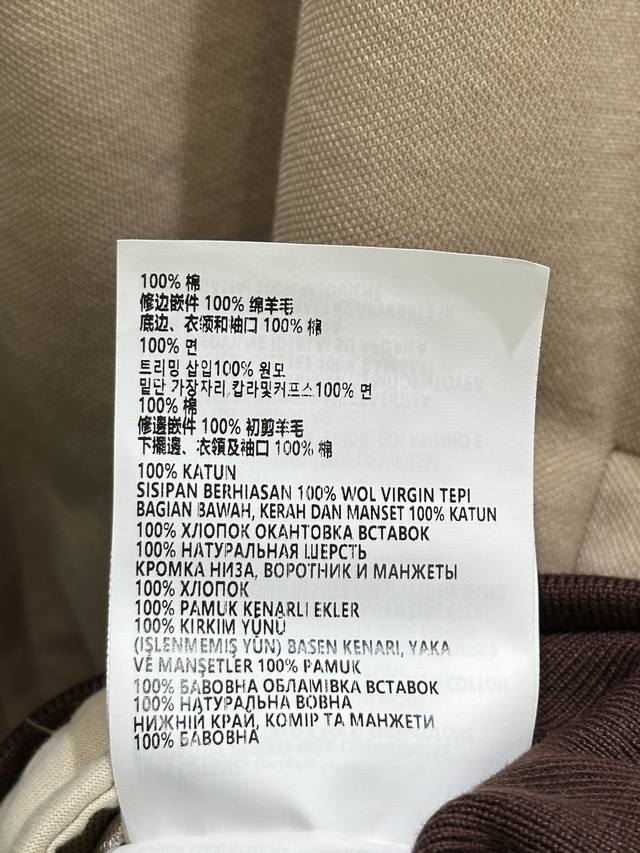 100% 棉
修边嵌件 100% 绵羊毛
底边、衣领和袖口 100% 棉
100% 면
트리밍 삽입100% 원모
밑단 가장자리,칼라및커프스100% 면
100% 棉
修邊嵌件 100% 初剪羊毛
下擺邊、衣領及袖口 100% 棉
100% KATUN
SISIPAN BERHIASAN 100% WOL VIRGIN TEPI
BAGIAN BAWAH, KERAH DAN MANSET 100% KATUN
100% ХЛОПОК ОКАНТОВКА ВСТАВОК
100% НАТУРАЛЬНАЯ ШЕРСТЬ
КРОМКА НИЗА, ВОРОТНИК И МАНЖЕТЫ
100% ХЛОПОК
100% PAMUK KENARLI EKLER
100% KIRKIM YÜNÜ
(İŞLENMEMİŞ YÜN) BASEN KENARI, YAKA
VE MANŞETLER 100% PAMUK
100% БАВОВНА ОБЛАМІВКА ВСТАВОК
100% НАТУРАЛЬНА ВОВНА
НИЖНІЙ КРАЙ, КОМІР ТА МАНЖЕТИ
100% БАВОВНА